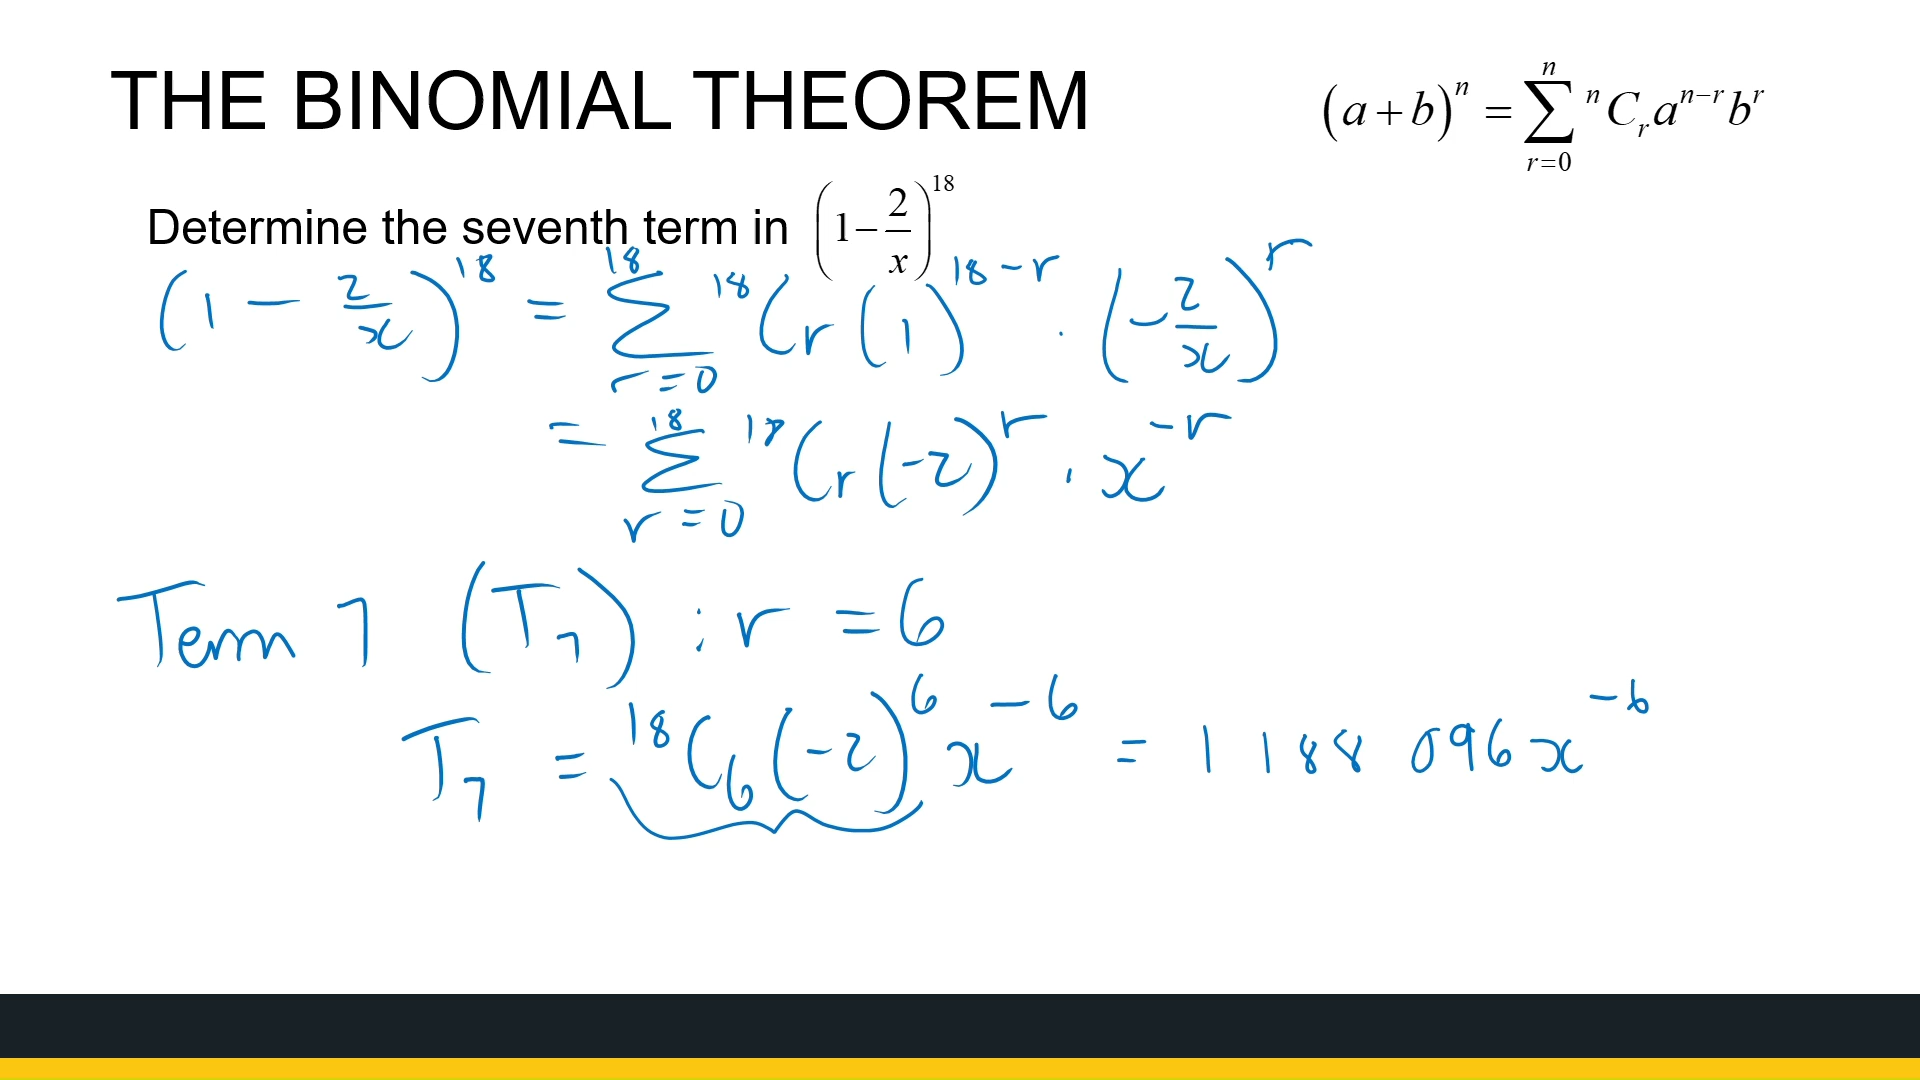 THE BINOMIAL THEOREM
(a+b)^n = ∑_{r=0}^{n} ^nC_r a^{n−r} b^r
Determine the seventh term in (1 − 2/x)^18
(1 − 2/x)^18 = ∑_{r=0}^{18} ^18C_r (1)^{18−r} · (−2/x)^r
= ∑_{r=0}^{18} ^18C_r (−2)^r · x^{−r}
Term 7 (T_7) : r = 6
T_7 = ^18C_6 (−2)^6 x^{−6} = 1 188 096 x^{−6}